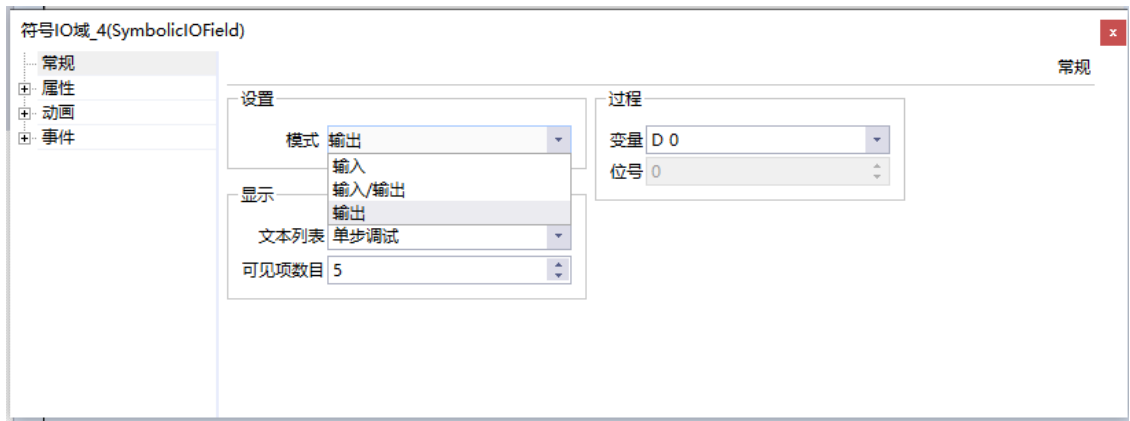 符号IO域_4(SymbolicIOField)
x
常规
属性
动画
事件
常规
设置
模式 输出
输入
输入/输出
输出
显示
文本列表 单步调试
可见项数目 5
过程
变量 D 0
位号 0